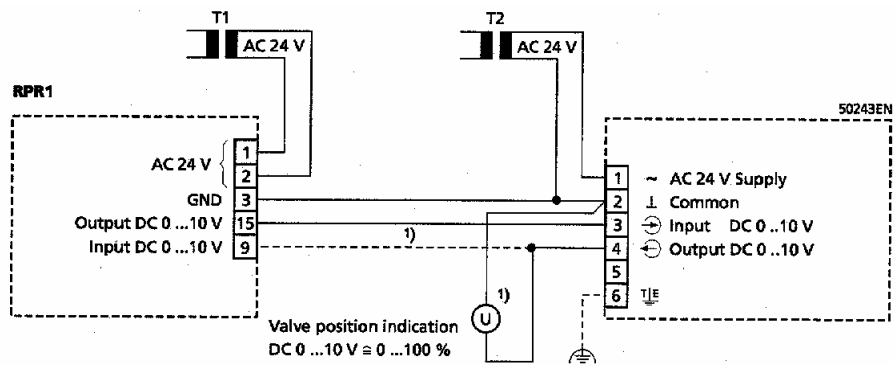 T1
T2
AC 24 V
AC 24 V
RPR1
50243EN
AC 24 V
1
2
GND
3
Output DC 0 ...10 V
15
Input DC 0 ...10 V
9
1)
1 ~ AC 24 V Supply
2 ⊥ Common
3 Input DC 0 ..10 V
4 Output DC 0 ..10 V
5
6 T|E
1)
U
Valve position indication
DC 0 ...10 V ≅ 0 ...100 %